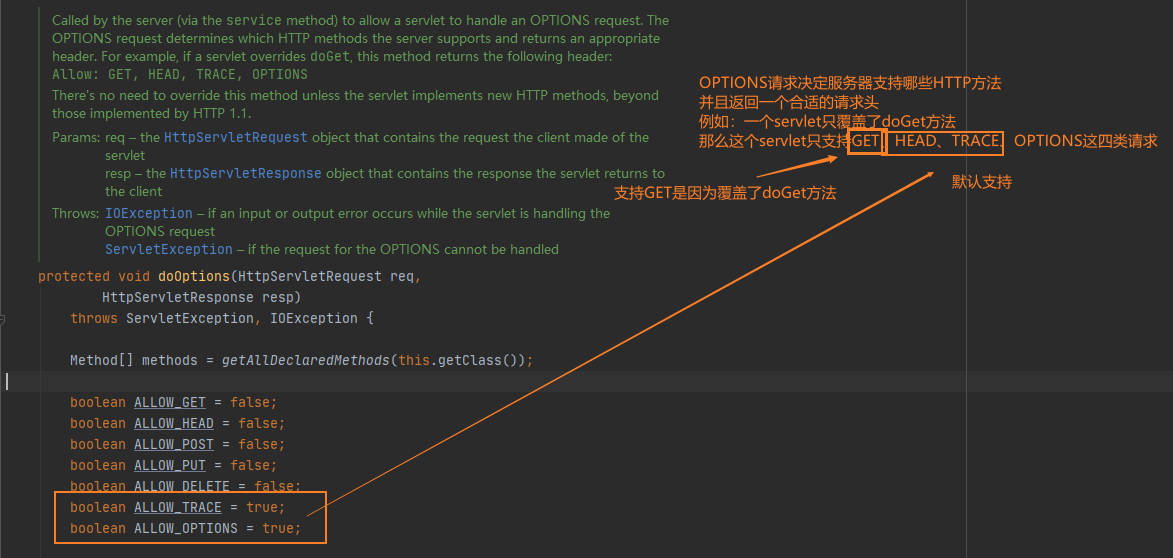 Called by the server (via the service method) to allow a servlet to handle an OPTIONS request. The
OPTIONS request determines which HTTP methods the server supports and returns an appropriate
header. For example, if a servlet overrides doGet, this method returns the following header:
Allow: GET, HEAD, TRACE, OPTIONS
There's no need to override this method unless the servlet implements new HTTP methods, beyond
those implemented by HTTP 1.1.
Params: req – the HttpServletRequest object that contains the request the client made of the
servlet
resp – the HttpServletResponse object that contains the response the servlet returns to
the client
Throws: IOException – if an input or output error occurs while the servlet is handling the
OPTIONS request
ServletException – if the request for the OPTIONS cannot be handled
OPTIONS请求决定服务器支持哪些HTTP方法
并且返回一个合适的请求头
例如：一个servlet只覆盖了doGet方法
那么这个servlet只支持GET、HEAD、TRACE、OPTIONS这四类请求
支持GET是因为覆盖了doGet方法
默认支持
protected void doOptions(HttpServletRequest req,
HttpServletResponse resp)
throws ServletException, IOException {
Method[] methods = getAllDeclaredMethods(this.getClass());
boolean ALLOW_GET = false;
boolean ALLOW_HEAD = false;
boolean ALLOW_POST = false;
boolean ALLOW_PUT = false;
boolean ALLOW_DELETE = false;
boolean ALLOW_TRACE = true;
boolean ALLOW_OPTIONS = true;